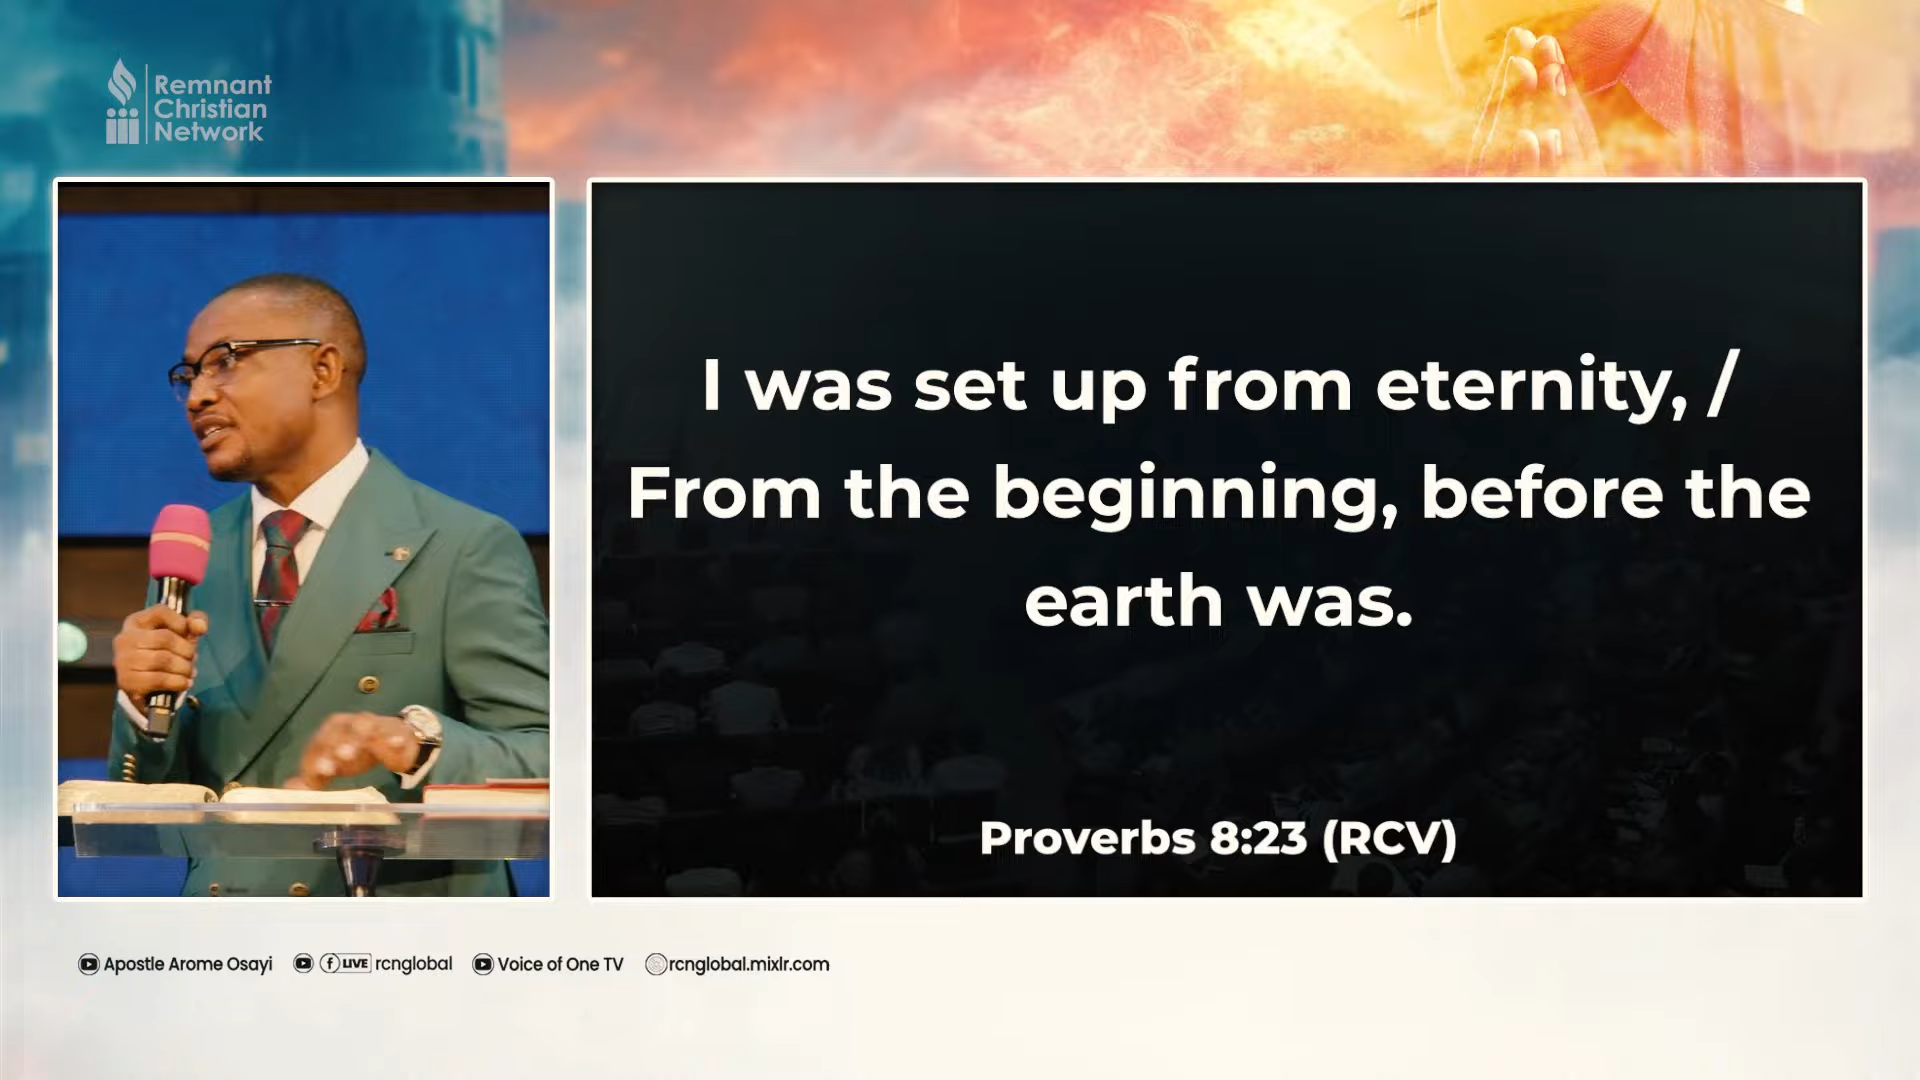 Remnant
Christian
Network
I was set up from eternity, /
From the beginning, before the
earth was.
Proverbs 8:23 (RCV)
Apostle Arome Osayi f LIVE rcnglobal Voice of One TV rcnglobal.mixlr.com